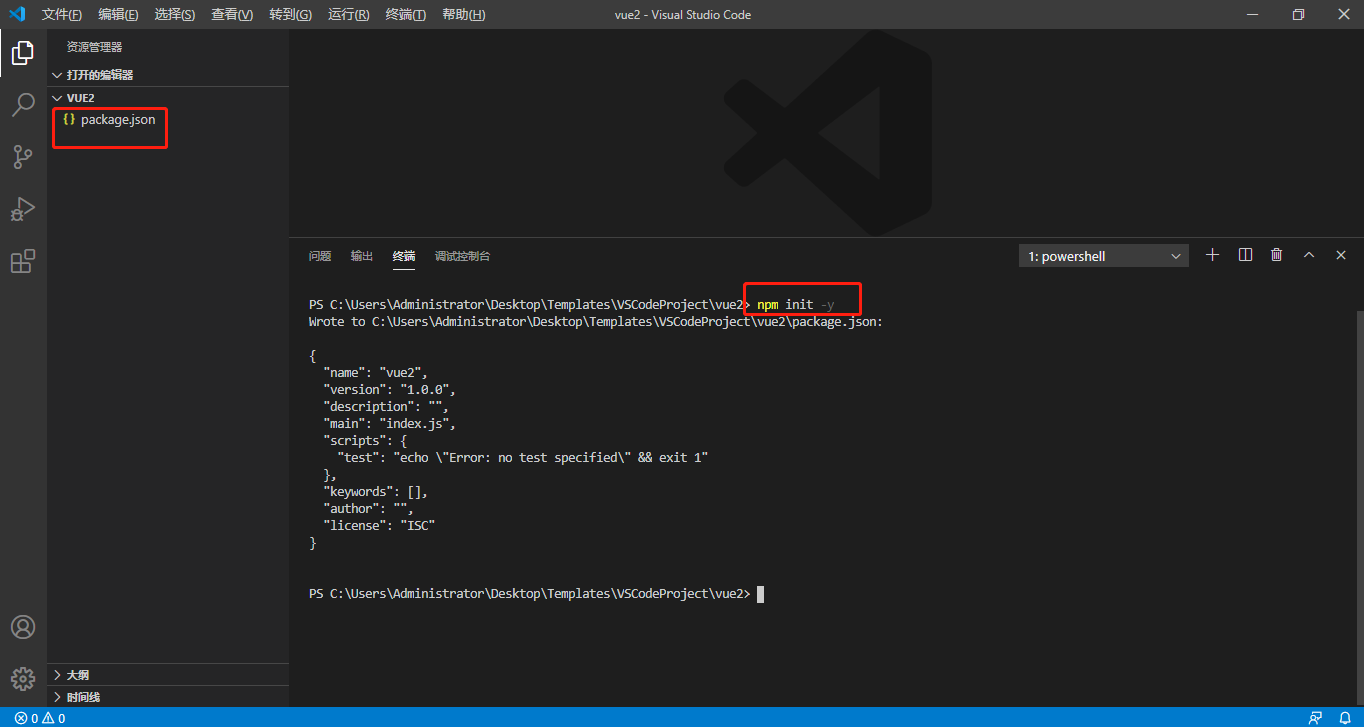 文件(F) 编辑(E) 选择(S) 查看(V) 转到(G) 运行(R) 终端(T) 帮助(H) vue2 - Visual Studio Code
资源管理器
打开的编辑器
VUE2
{} package.json
问题 输出 终端 调试控制台 1: powershell
PS C:\Users\Administrator\Desktop\Templates\VSCodeProject\vue2> npm init -y
Wrote to C:\Users\Administrator\Desktop\Templates\VSCodeProject\vue2\package.json:
{
  "name": "vue2",
  "version": "1.0.0",
  "description": "",
  "main": "index.js",
  "scripts": {
    "test": "echo \"Error: no test specified\" && exit 1"
  },
  "keywords": [],
  "author": "",
  "license": "ISC"
}
PS C:\Users\Administrator\Desktop\Templates\VSCodeProject\vue2>
大纲
时间线
0 0